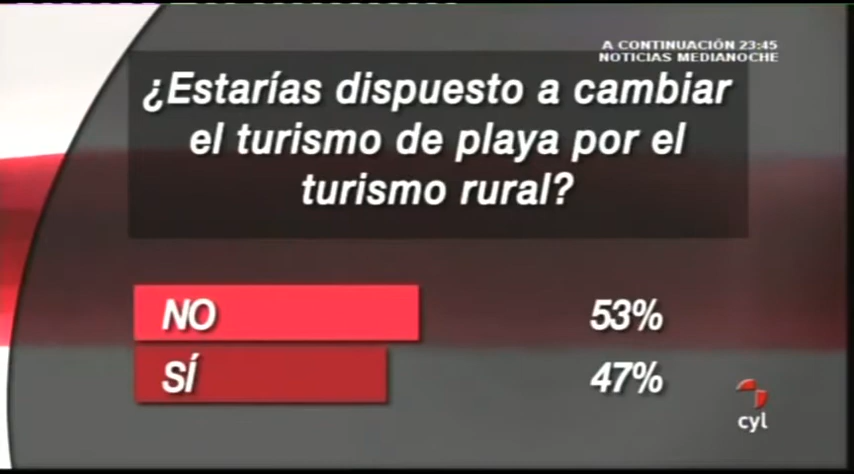 A CONTINUACIÓN 23:45
NOTICIAS MEDIANOCHE
¿Estarías dispuesto a cambiar
el turismo de playa por el
turismo rural?
NO 53%
SÍ 47%
cyl